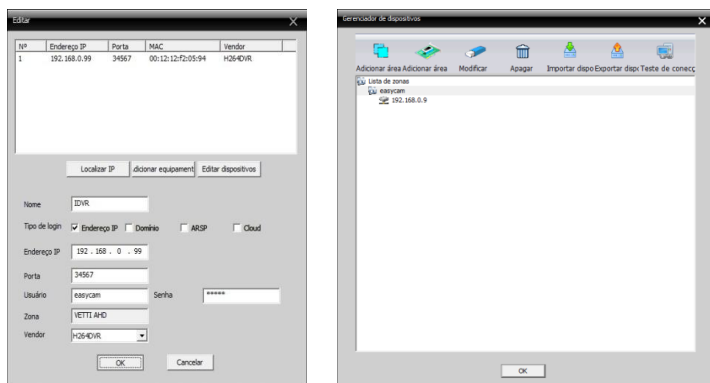 Editar
Nº Endereço IP Porta MAC Vendor
1 192.168.0.99 34567 00:12:12:f2:05:94 H264DVR
Localizar IP dicionar equipament Editar dispositivos
Nome IDVR
Tipo de login Endereço IP Domínio ARSP Cloud
Endereço IP 192 . 168 . 0 . 99
Porta 34567
Usuário easycam Senha *****
Zona VETTI AHD
Vendor H264DVR
OK Cancelar
Gerenciador de dispositivos
Adicionar área Adicionar área Modificar Apagar Importar dispo Exportar dispo Teste de conecç
Lista de zonas
easycam
192.168.0.9
OK